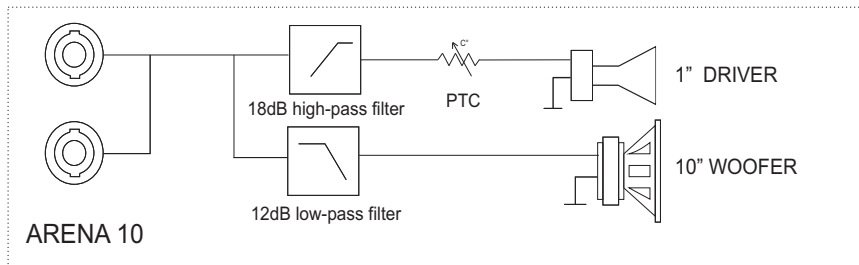 C°
1” DRIVER
18dB high-pass filter
PTC
10” WOOFER
12dB low-pass filter
ARENA 10